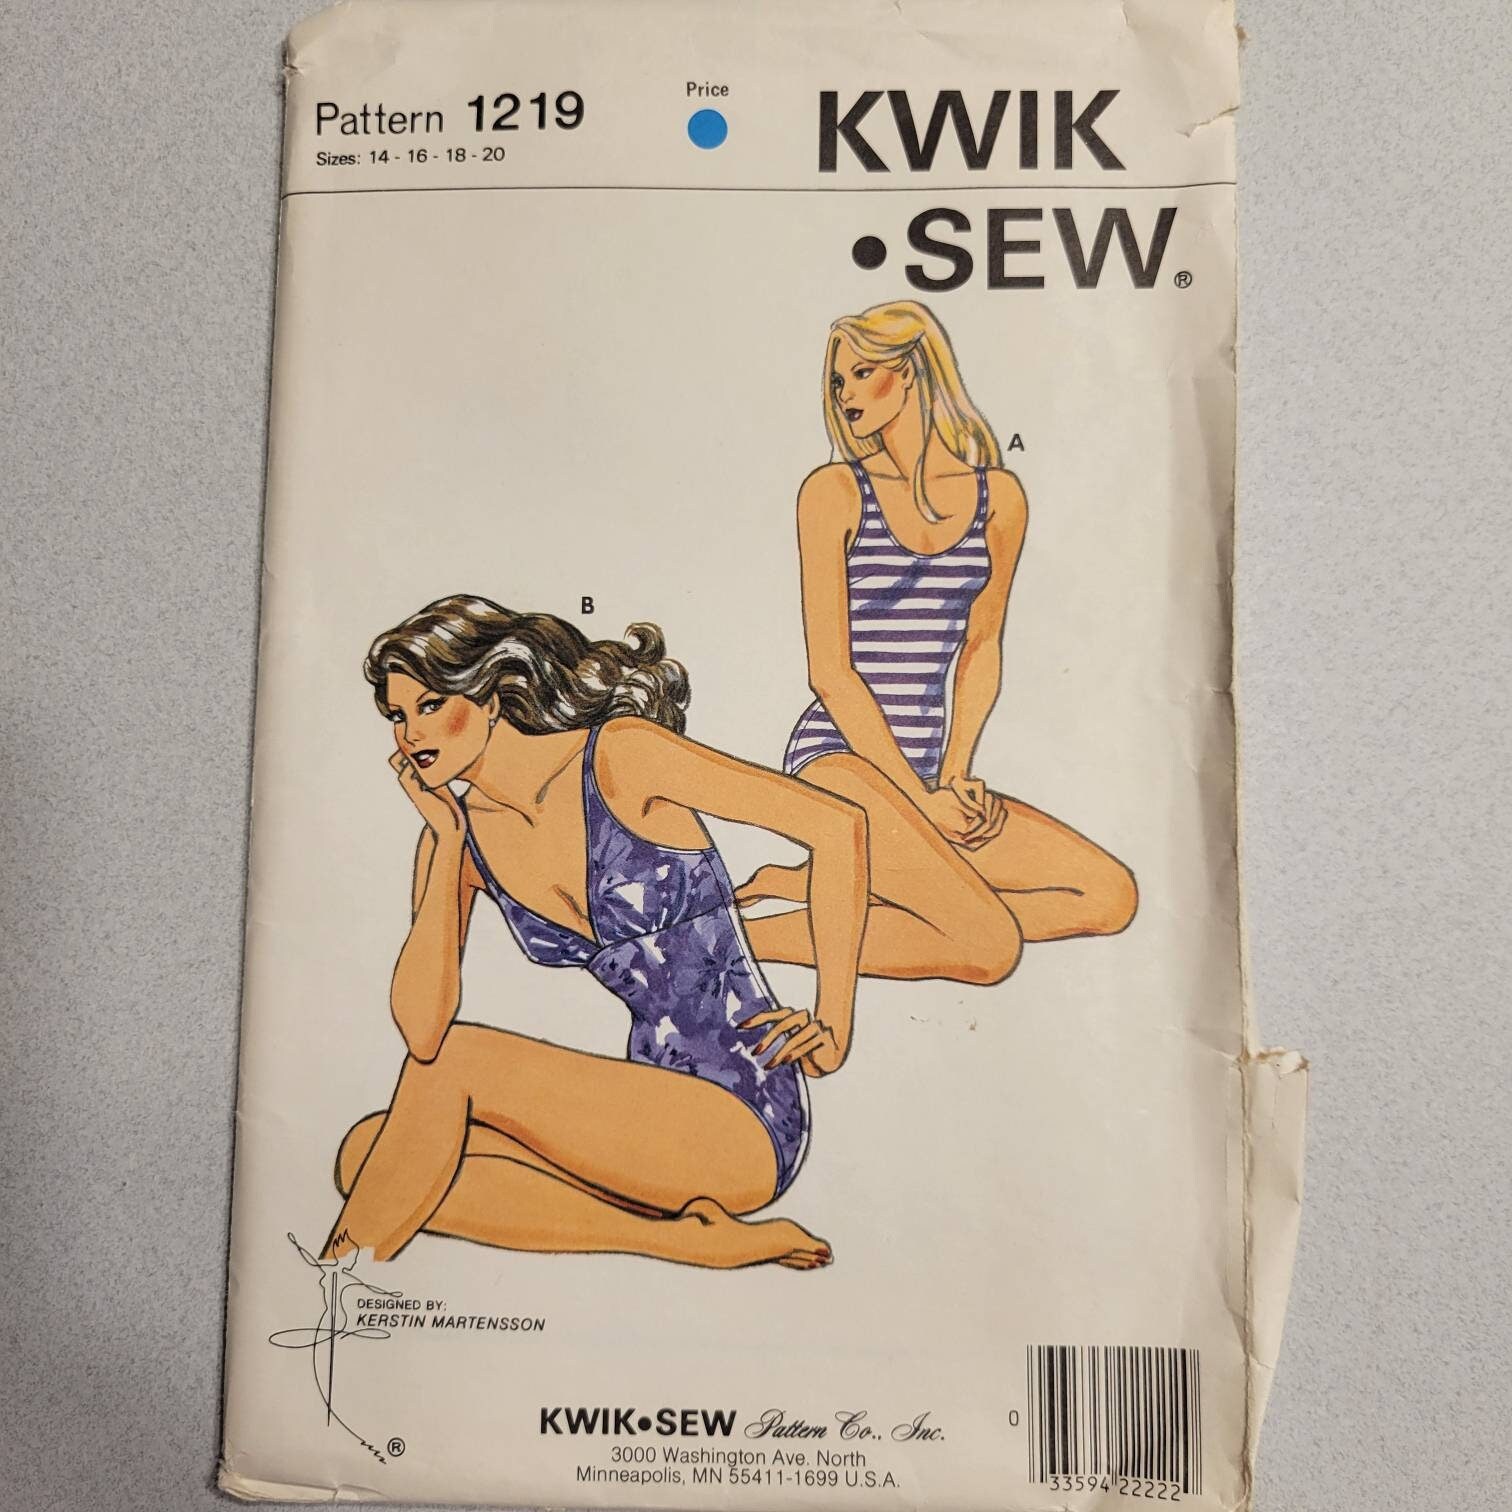 Pattern 1219
Sizes: 14 - 16 - 18 - 20
Price
KWIK
•SEW®
A
B
DESIGNED BY:
KERSTIN MARTENSSON
®
KWIK•SEW Pattern Co., Inc.
3000 Washington Ave. North
Minneapolis, MN 55411-1699 U.S.A.
0
33594 22222